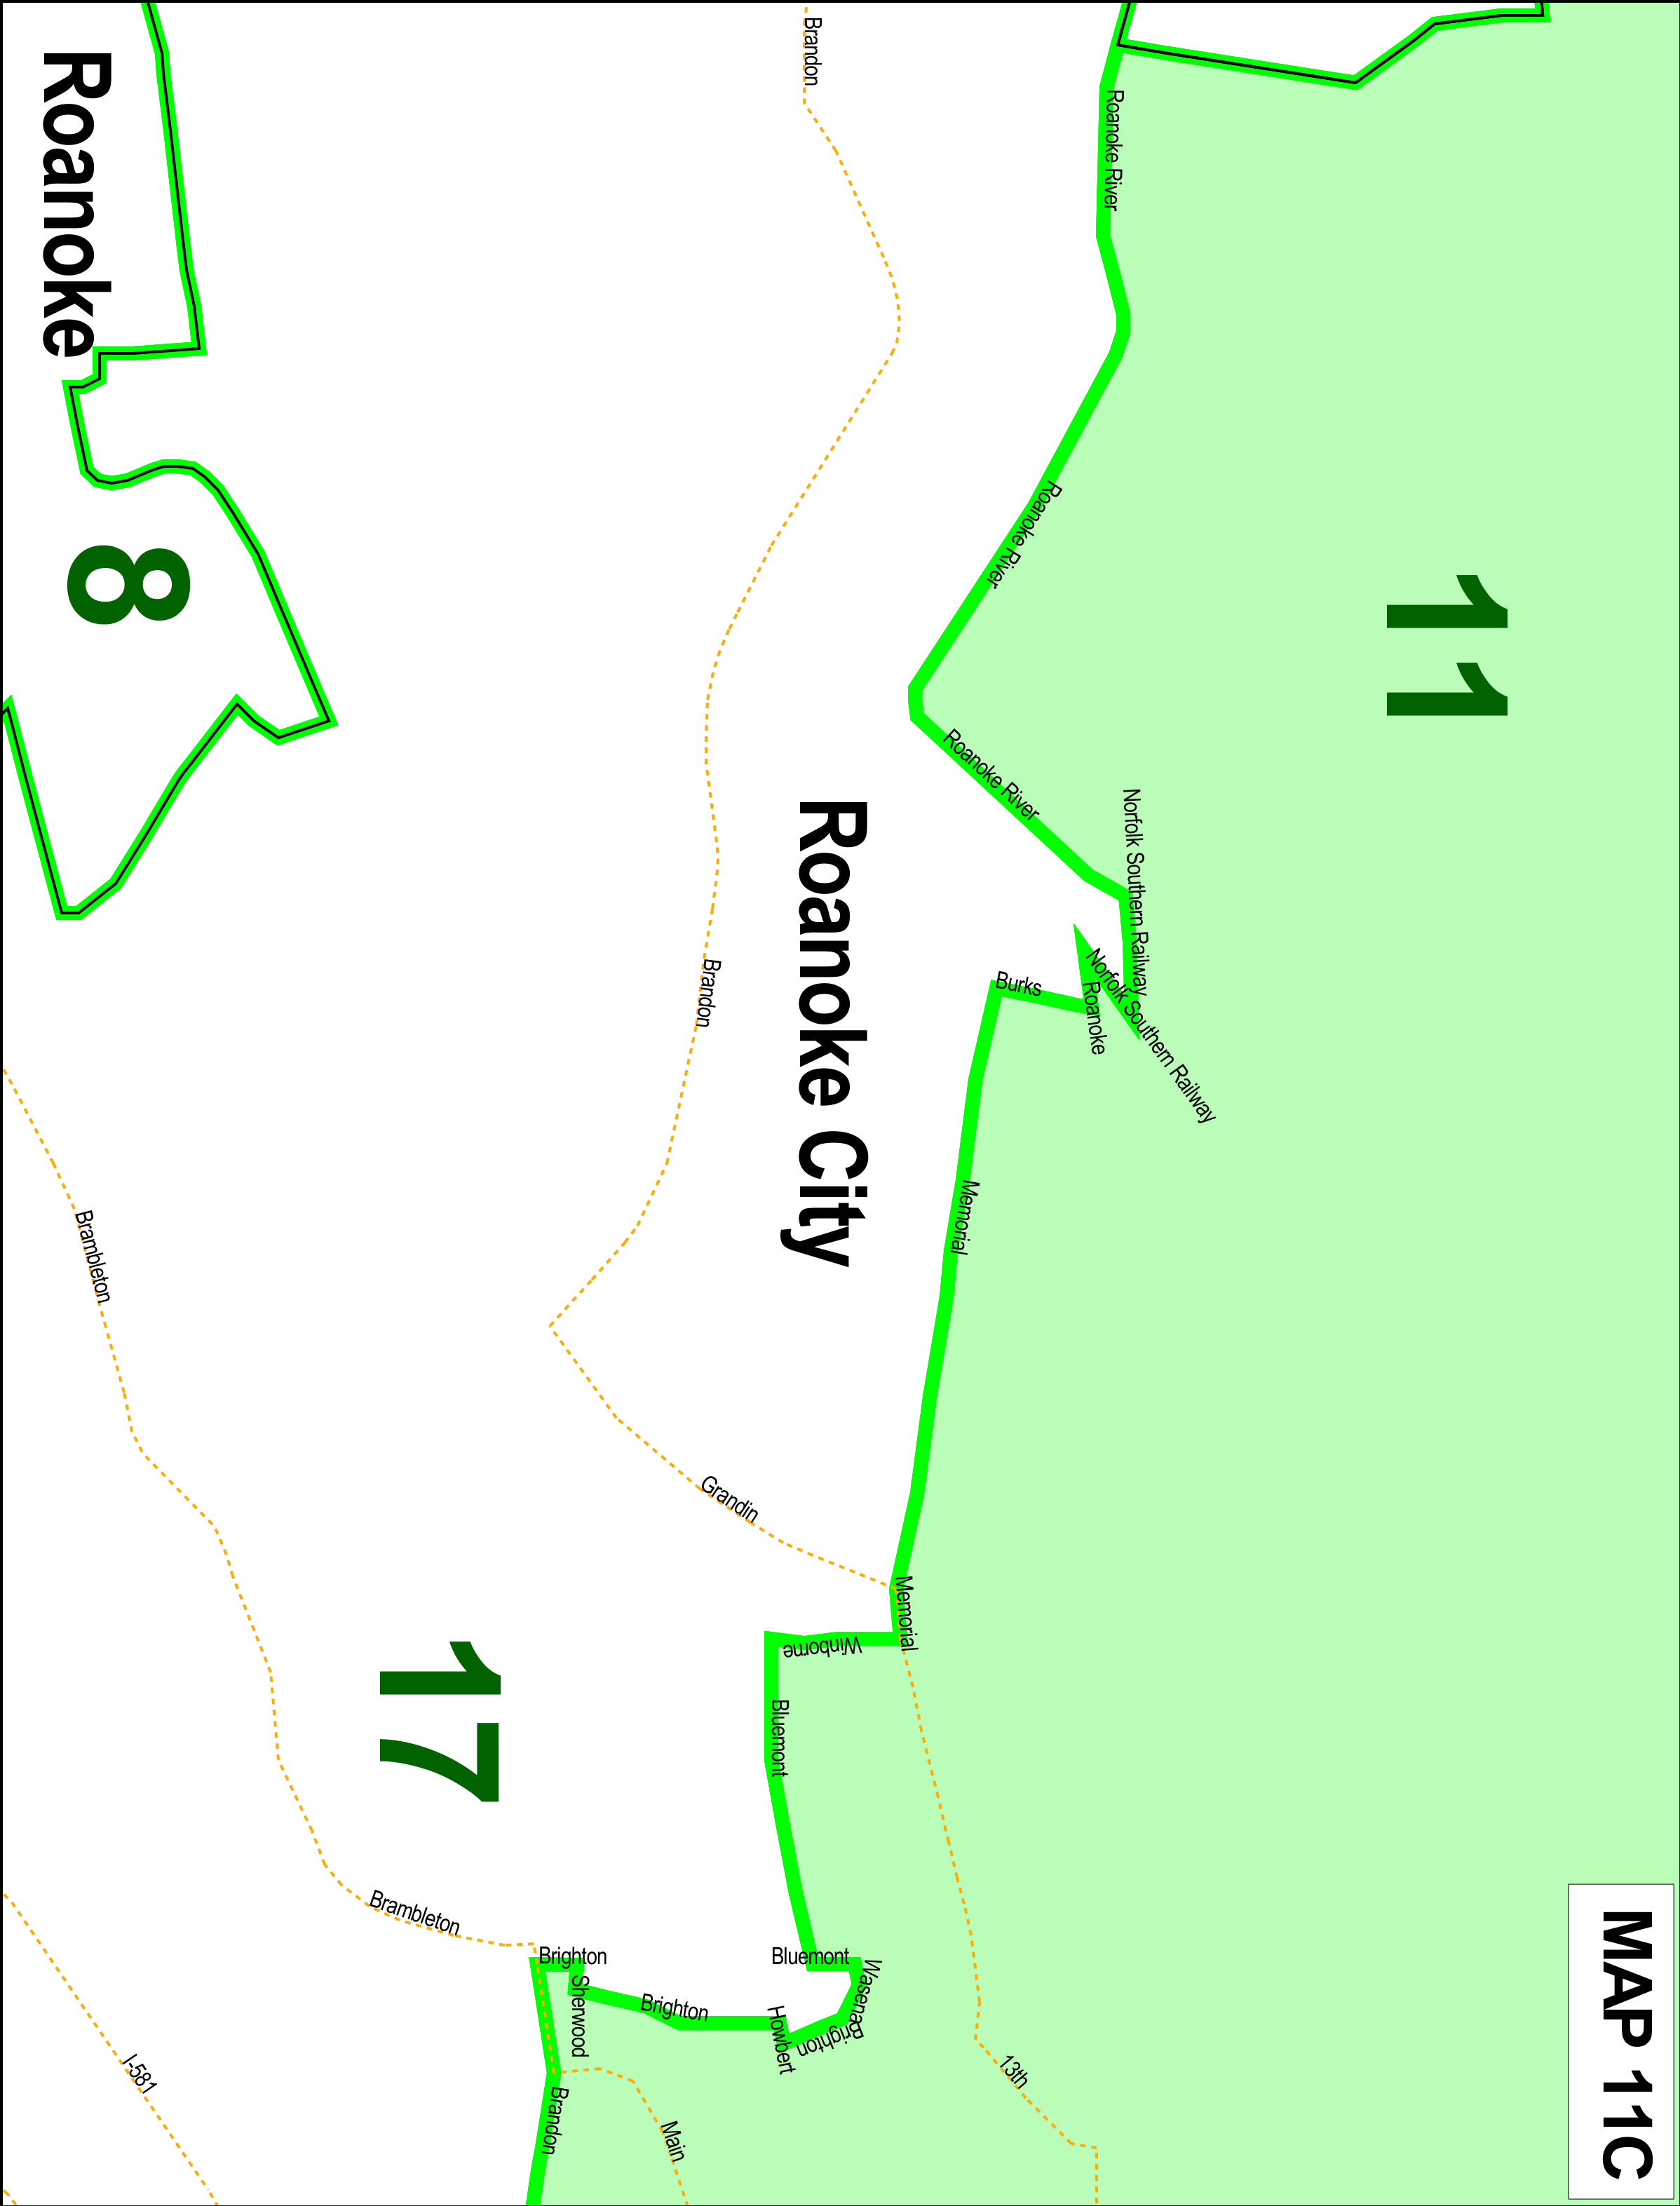 MAP 11C
11
Roanoke River
Roanoke River
Roanoke River
Norfolk Southern Railway
Norfolk Southern Railway
Roanoke
Burks
Brandon
Roanoke City
Brandon
Memorial
Memorial
Grandin
Winborne
Bluemont
Bluemont
Wasena
Brighton
Howbert
Brighton
Sherwood
Brighton
13th
Main
Brandon
17
Brambleton
Brambleton
I-581
8
Roanoke